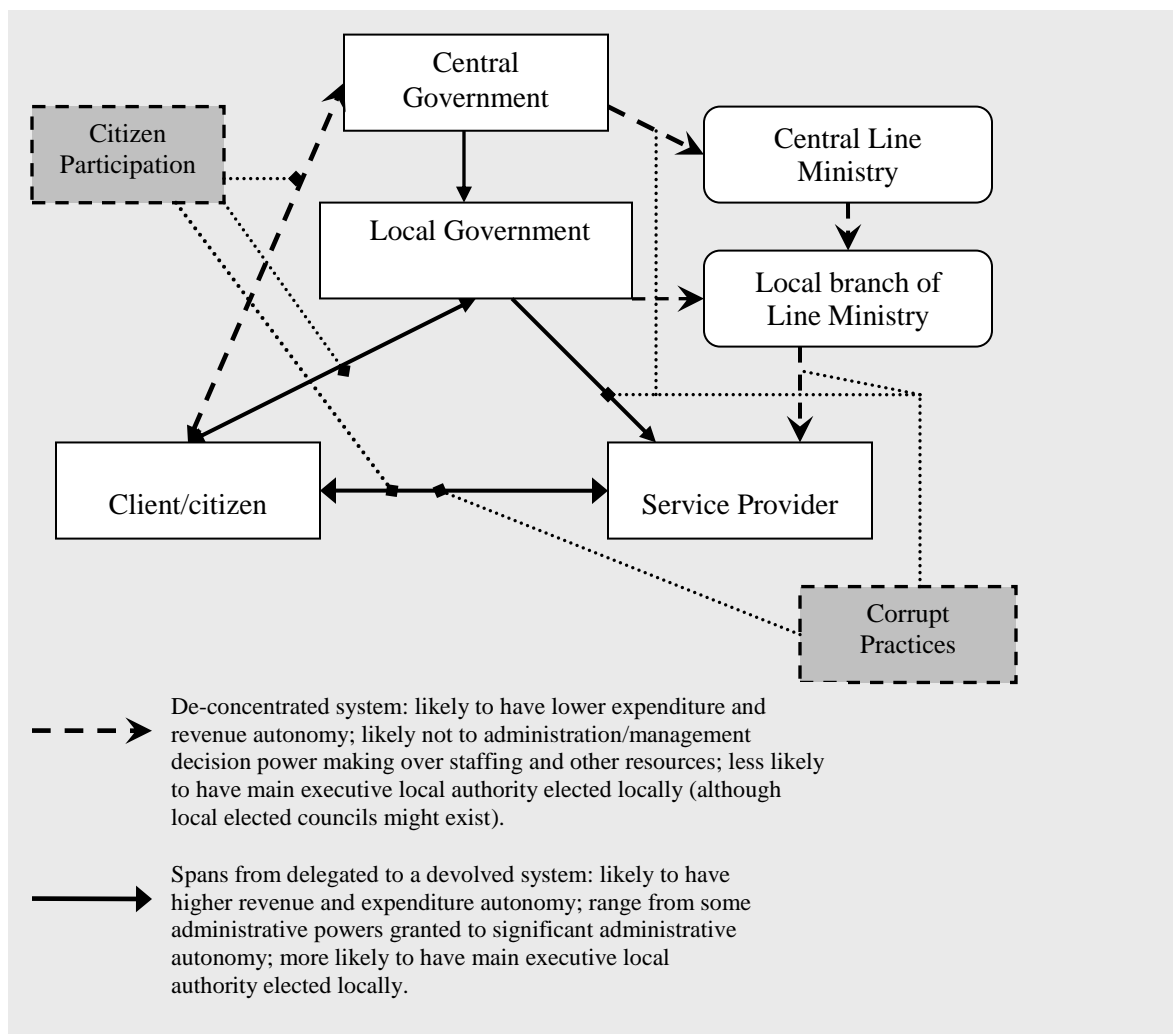 Central
Government
Citizen
Participation
Central Line
Ministry
Local Government
Local branch of
Line Ministry
Client/citizen
Service Provider
Corrupt
Practices
De-concentrated system: likely to have lower expenditure and
revenue autonomy; likely not to administration/management
decision power making over staffing and other resources; less likely
to have main executive local authority elected locally (although
local elected councils might exist).
Spans from delegated to a devolved system: likely to have
higher revenue and expenditure autonomy; range from some
administrative powers granted to significant administrative
autonomy; more likely to have main executive local
authority elected locally.